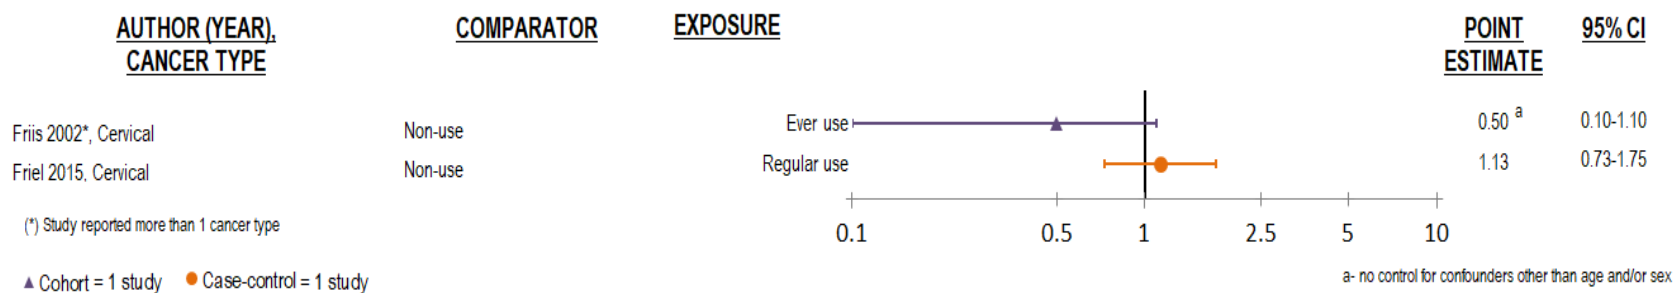 AUTHOR (YEAR), COMPARATOR EXPOSURE POINT 95% CI
CANCER TYPE ESTIMATE
Friis 2002*, Cervical Non-use Ever use 0.50 a 0.10-1.10
Friel 2015, Cervical Non-use Regular use 1.13 0.73-1.75
(*) Study reported more than 1 cancer type
0.1 0.5 1 2.5 5 10
▲ Cohort = 1 study ● Case-control = 1 study
a- no control for confounders other than age and/or sex